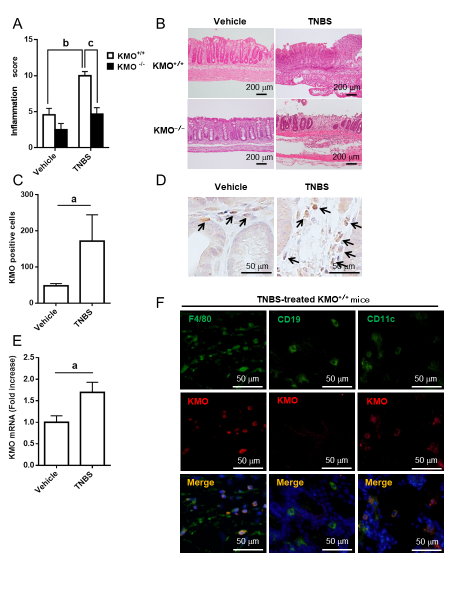 A
b
c
KMO+/+
KMO-/-
Inflammation score
15
10
5
0
Vehicle
TNBS
B
Vehicle
TNBS
KMO+/+
200 μm
200 μm
KMO-/-
200 μm
200 μm
C
KMO positive cells
300
200
100
0
a
Vehicle
TNBS
D
Vehicle
TNBS
50 μm
50 μm
E
KMO mRNA (Fold increase)
2.5
2.0
1.5
1.0
0.5
0.0
a
Vehicle
TNBS
F
TNBS-treated KMO+/+ mice
F4/80
CD19
CD11c
50 μm
50 μm
50 μm
KMO
KMO
KMO
50 μm
50 μm
50 μm
Merge
Merge
Merge
50 μm
50 μm
50 μm